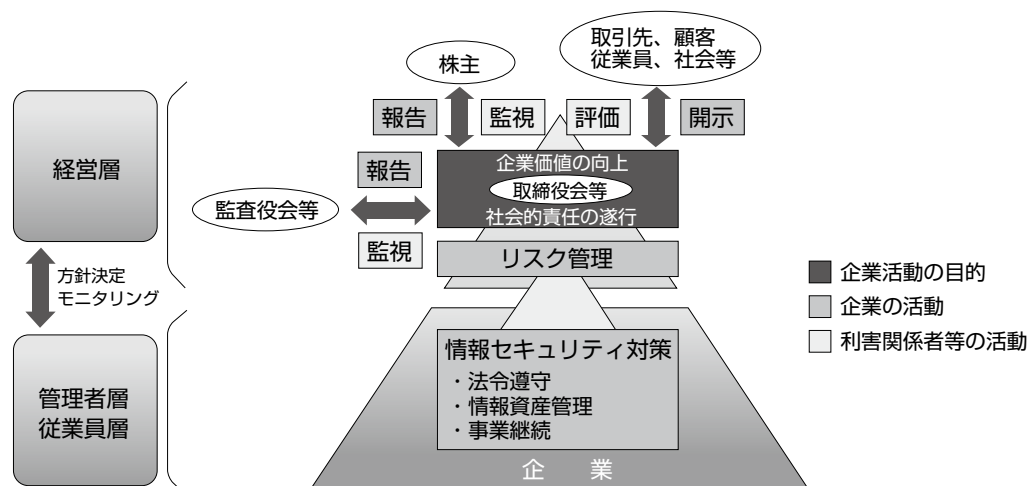 取引先、顧客
従業員、社会等
株主
報告
監視
評価
開示
経営層
報告
企業価値の向上
取締役会等
社会的責任の遂行
監査役会等
監視
リスク管理
方針決定
モニタリング
企業活動の目的
企業の活動
利害関係者等の活動
管理者層
従業員層
情報セキュリティ対策
・法令遵守
・情報資産管理
・事業継続
企 業